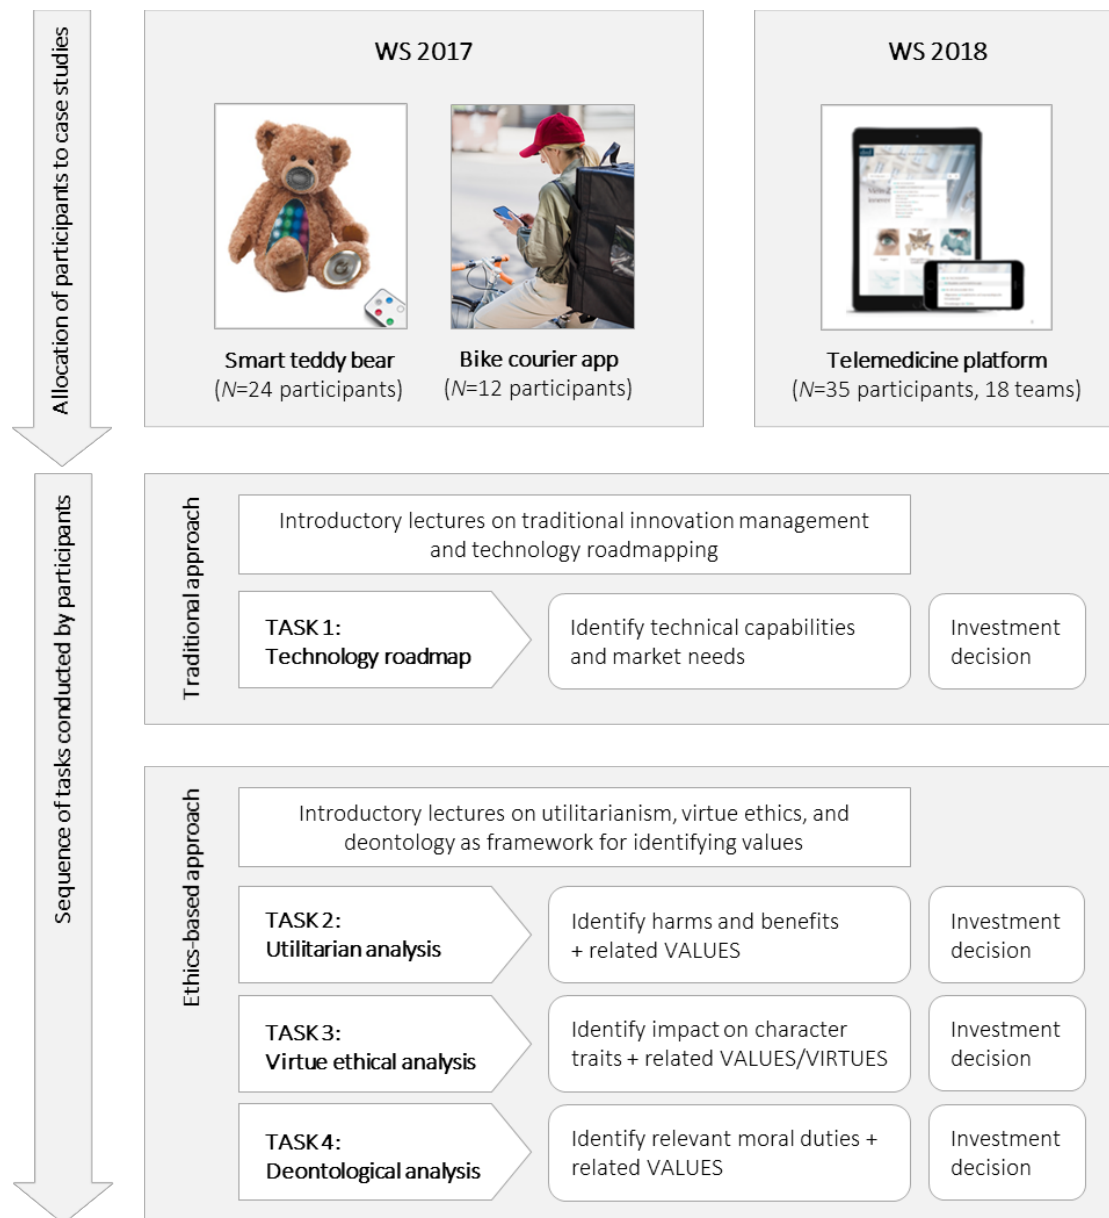 Allocation of participants to case studies
WS 2017
WS 2018
Smart teddy bear
(N=24 participants)
Bike courier app
(N=12 participants)
Telemedicine platform
(N=35 participants, 18 teams)
Sequence of tasks conducted by participants
Traditional approach
Introductory lectures on traditional innovation management
and technology roadmapping
TASK 1:
Technology roadmap
Identify technical capabilities
and market needs
Investment
decision
Ethics-based approach
Introductory lectures on utilitarianism, virtue ethics, and
deontology as framework for identifying values
TASK 2:
Utilitarian analysis
Identify harms and benefits
+ related VALUES
Investment
decision
TASK 3:
Virtue ethical analysis
Identify impact on character
traits + related VALUES/VIRTUES
Investment
decision
TASK 4:
Deontological analysis
Identify relevant moral duties +
related VALUES
Investment
decision